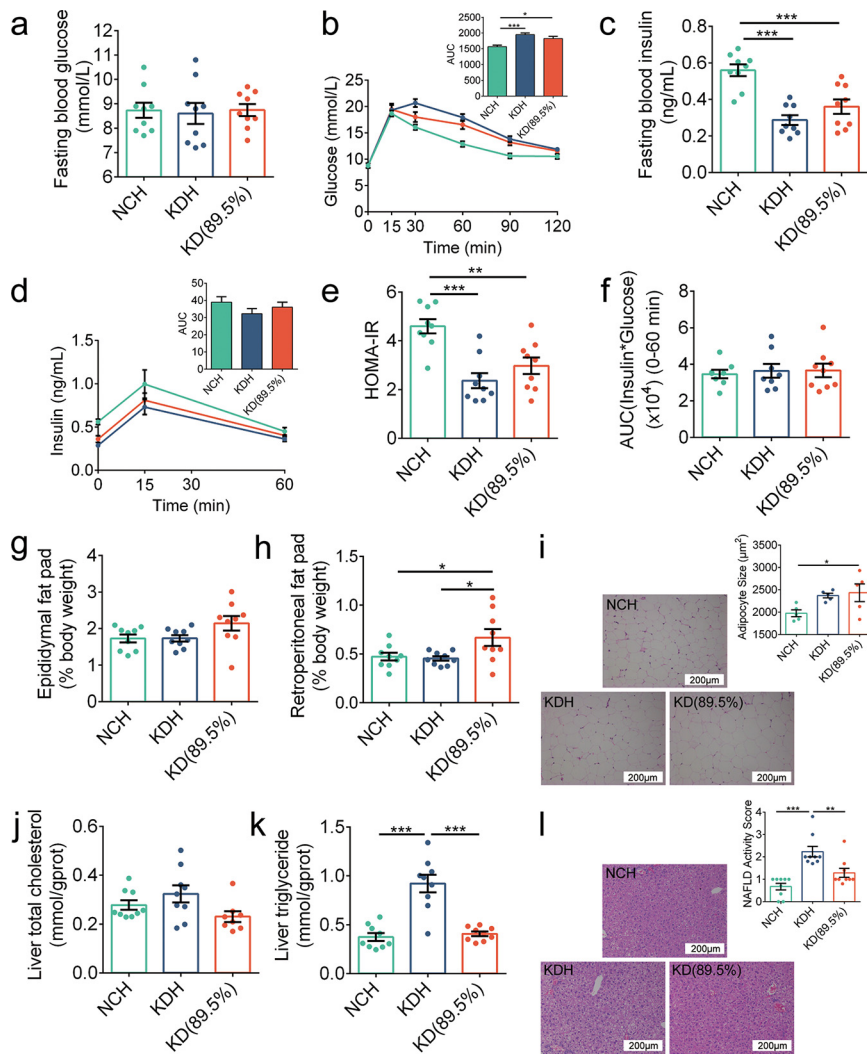 a
Fasting blood glucose
(mmol/L)
13
12
11
10
9
8
7
6
NCH
KDH
KD(89.5%)
b
Glucose (mmol/L)
30
25
20
15
10
5
0
0 15 30 60 90 120
Time (min)
AUC
2500
2000
1500
1000
500
0
***
*
NCH
KDH
KD(89.5%)
c
Fasting blood insulin
(ng/mL)
0.8
0.6
0.4
0.2
0.0
***
***
NCH
KDH
KD(89.5%)
d
Insulin (ng/mL)
1.5
1.0
0.5
0.0
0 15 60
Time (min)
AUC
50
40
30
20
10
0
NCH
KDH
KD(89.5%)
e
HOMA-IR
6
4
2
0
**
***
NCH
KDH
KD(89.5%)
f
AUC(Insulin*Glucose)
(x10⁴) (0-60 min)
8
6
4
2
0
NCH
KDH
KD(89.5%)
g
Epididymal fat pad
(% body weight)
4
3
2
1
0
NCH
KDH
KD(89.5%)
h
Retroperitoneal fat pad
(% body weight)
1.5
1.0
0.5
0.0
*
*
NCH
KDH
KD(89.5%)
i
NCH
200μm
KDH
200μm
KD(89.5%)
200μm
Adipocyte Size (μm²)
3500
3000
2500
2000
1500
*
NCH
KDH
KD(89.5%)
j
Liver total cholesterol
(mmol/gprot)
0.6
0.4
0.2
0.0
NCH
KDH
KD(89.5%)
k
Liver triglyceride
(mmol/gprot)
1.5
1.0
0.5
0.0
***
***
NCH
KDH
KD(89.5%)
l
NCH
200μm
KDH
200μm
KD(89.5%)
200μm
NAFLD Activity Score
4
2
0
***
**
NCH
KDH
KD(89.5%)